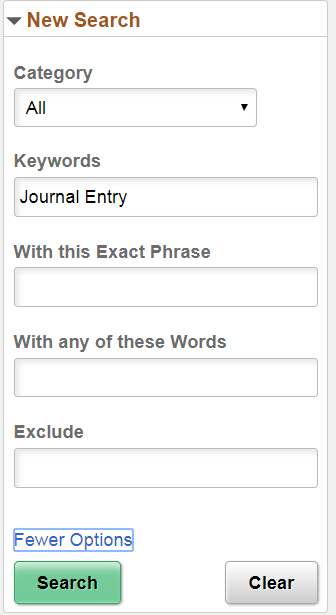 New Search
Category
All
Keywords
Journal Entry
With this Exact Phrase
With any of these Words
Exclude
Fewer Options
Search Clear